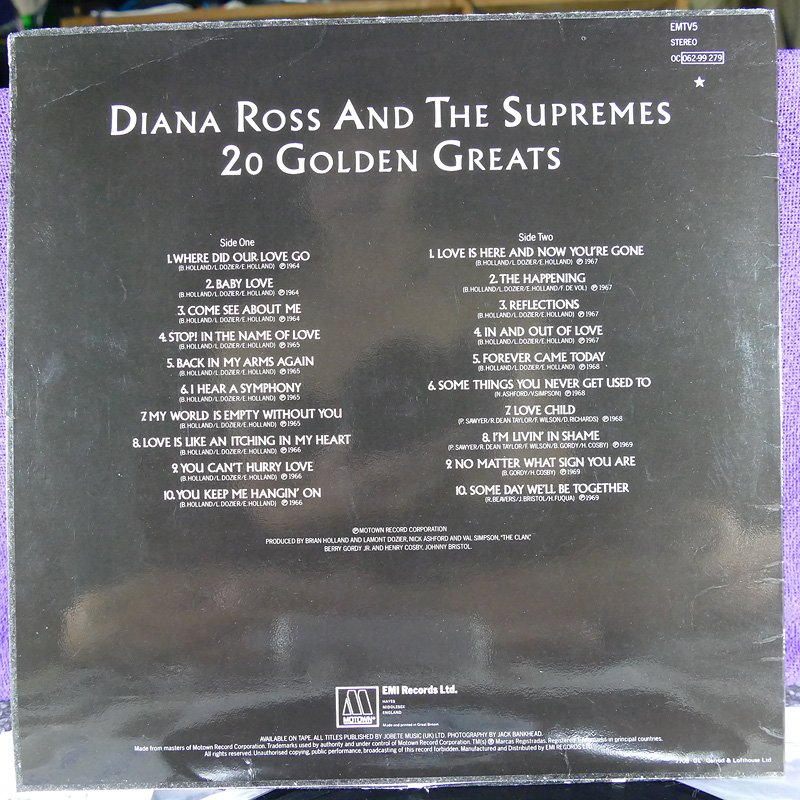 EMTV5
STEREO
OC 062-99 279
DIANA ROSS AND THE SUPREMES
20 GOLDEN GREATS
Side One
1. WHERE DID OUR LOVE GO
(B.HOLLAND/L.DOZIER/E.HOLLAND) ℗ 1964
2. BABY LOVE
(B.HOLLAND/L.DOZIER/E.HOLLAND) ℗ 1964
3. COME SEE ABOUT ME
(B.HOLLAND/L.DOZIER/E.HOLLAND) ℗ 1964
4. STOP! IN THE NAME OF LOVE
(B.HOLLAND/L.DOZIER/E.HOLLAND) ℗ 1965
5. BACK IN MY ARMS AGAIN
(B.HOLLAND/L.DOZIER/E.HOLLAND) ℗ 1965
6. I HEAR A SYMPHONY
(B.HOLLAND/L.DOZIER/E.HOLLAND) ℗ 1965
7 MY WORLD IS EMPTY WITHOUT YOU
(B.HOLLAND/L.DOZIER/E.HOLLAND) ℗ 1965
8. LOVE IS LIKE AN ITCHING IN MY HEART
(B.HOLLAND/L.DOZIER/E.HOLLAND) ℗ 1966
9. YOU CAN'T HURRY LOVE
(B.HOLLAND/L.DOZIER/E.HOLLAND) ℗ 1966
10. YOU KEEP ME HANGIN' ON
(B.HOLLAND/L.DOZIER/E.HOLLAND) ℗ 1966
Side Two
1. LOVE IS HERE AND NOW YOU'RE GONE
(B.HOLLAND/L.DOZIER/E.HOLLAND) ℗ 1967
2. THE HAPPENING
(B.HOLLAND/L.DOZIER/E.HOLLAND/F. DE VOL) ℗ 1967
3. REFLECTIONS
(B.HOLLAND/L.DOZIER/E.HOLLAND) ℗ 1967
4. IN AND OUT OF LOVE
(B.HOLLAND/L.DOZIER/E.HOLLAND) ℗ 1967
5. FOREVER CAME TODAY
(B.HOLLAND/L.DOZIER/E.HOLLAND) ℗ 1968
6. SOME THINGS YOU NEVER GET USED TO
(N.ASHFORD/V.SIMPSON) ℗ 1968
7 LOVE CHILD
(P. SAWYER/R.DEAN TAYLOR/F. WILSON/D.RICHARDS) ℗ 1968
8. I'M LIVIN' IN SHAME
(P. SAWYER/R. DEAN TAYLOR/F. WILSON/B. GORDY/H. COSBY) ℗ 1969
9. NO MATTER WHAT SIGN YOU ARE
(B. GORDY/H. COSBY) ℗ 1969
10. SOME DAY WE'LL BE TOGETHER
(R.BEAVERS/J.BRISTOL/H.FUQUA) ℗ 1969
℗ MOTOWN RECORD CORPORATION
PRODUCED BY BRIAN HOLLAND AND LAMONT DOZIER, NICK ASHFORD AND VAL SIMPSON, "THE CLAN",
BERRY GORDY JR. AND HENRY COSBY, JOHNNY BRISTOL.
MOTOWN
EMI Records Ltd.
HAYES
MIDDLESEX
ENGLAND
Made and printed in Great Britain
AVAILABLE ON TAPE. ALL TITLES PUBLISHED BY JOBETE MUSIC (UK) LTD. PHOTOGRAPHY BY JACK BANKHEAD.
Made from masters of Motown Record Corporation. Trademarks used by authority and under control of Motown Record Corporation. TM(s) ® Marcas Registradas. Registered trademarks in principal countries.
All rights reserved. Unauthorised copying, public performance, broadcasting of this record forbidden. Manufactured and Distributed by EMI RECORDS LTD.
Garrod & Lofthouse Ltd